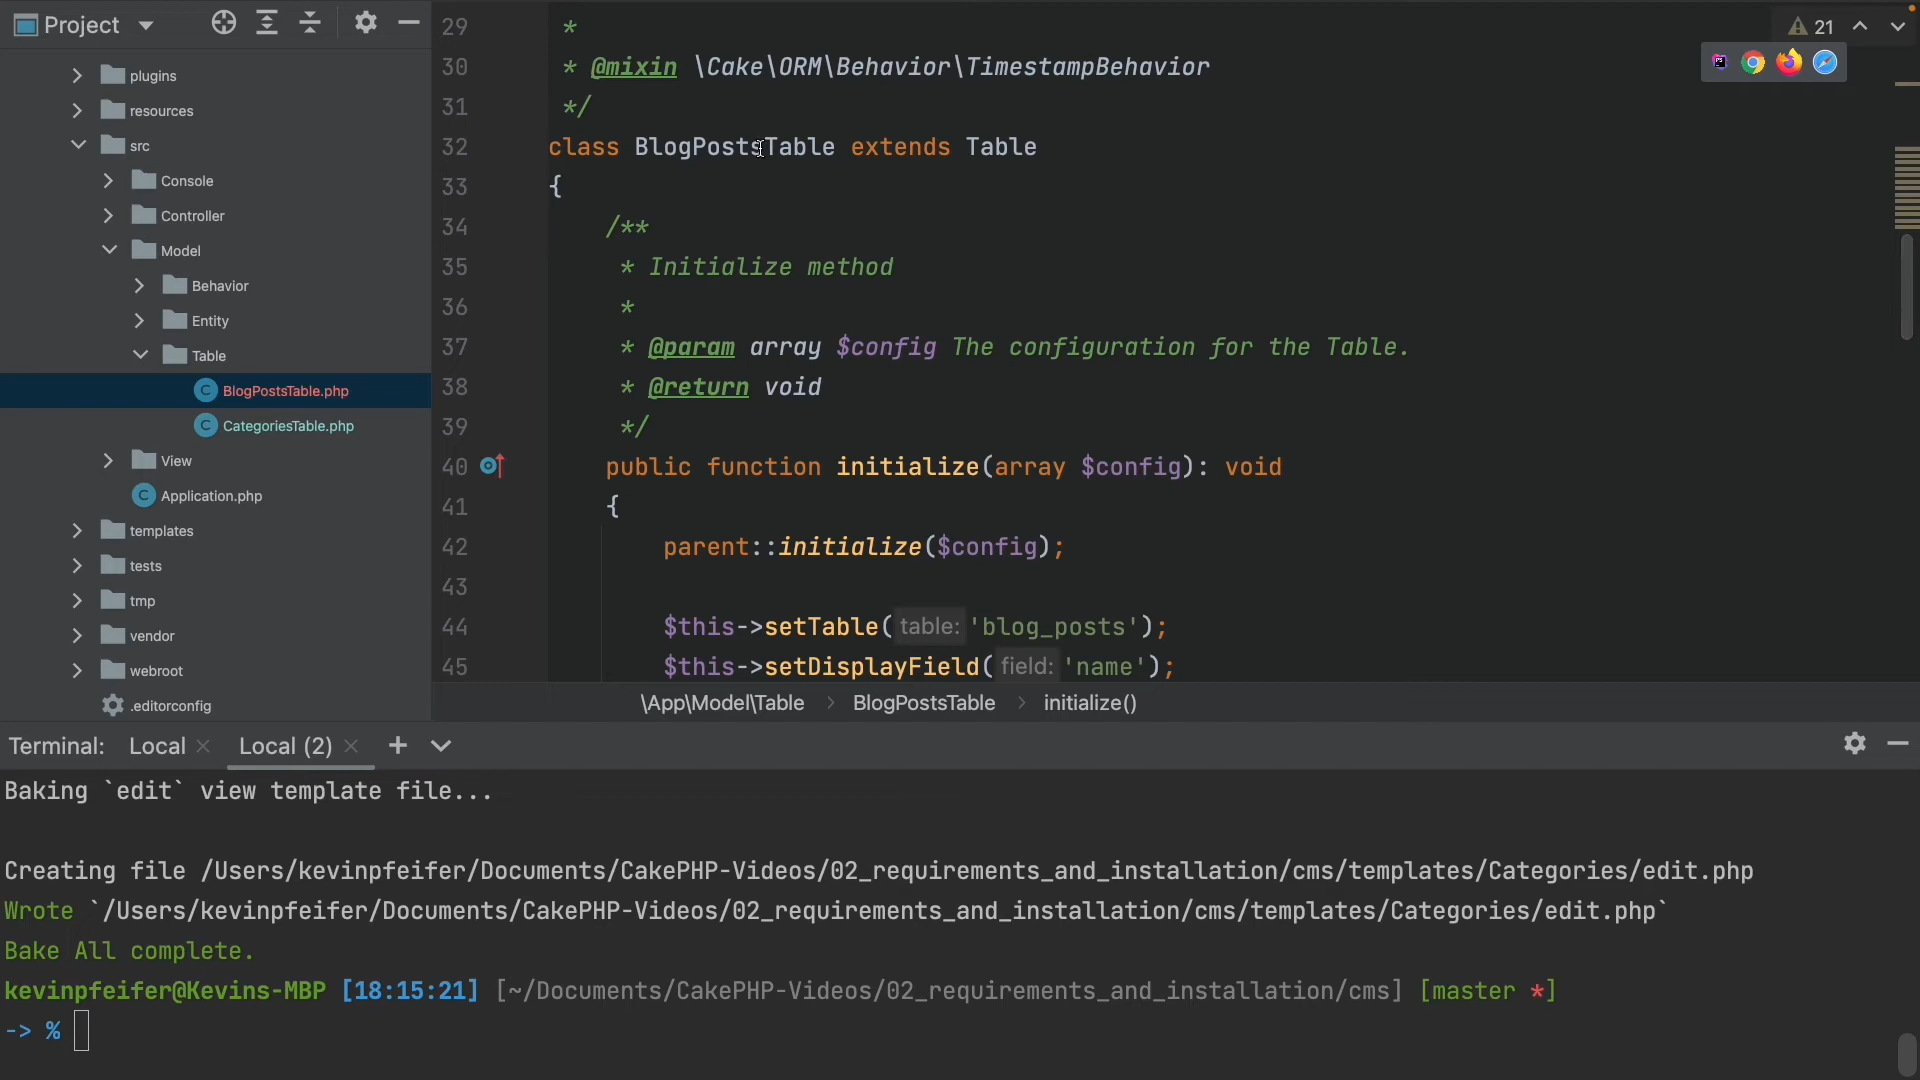 Project
plugins
resources
src
Console
Controller
Model
Behavior
Entity
Table
BlogPostsTable.php
CategoriesTable.php
View
Application.php
templates
tests
tmp
vendor
webroot
.editorconfig
21
29 *
30 * @mixin \Cake\ORM\Behavior\TimestampBehavior
31 */
32 class BlogPostsTable extends Table
33 {
34 /**
35 * Initialize method
36 *
37 * @param array $config The configuration for the Table.
38 * @return void
39 */
40 public function initialize(array $config): void
41 {
42 parent::initialize($config);
43
44 $this->setTable( table: 'blog_posts');
45 $this->setDisplayField( field: 'name');
\App\Model\Table > BlogPostsTable > initialize()
Terminal: Local × Local (2) × +
Baking `edit` view template file...
Creating file /Users/kevinpfeifer/Documents/CakePHP-Videos/02_requirements_and_installation/cms/templates/Categories/edit.php
Wrote `/Users/kevinpfeifer/Documents/CakePHP-Videos/02_requirements_and_installation/cms/templates/Categories/edit.php`
Bake All complete.
kevinpfeifer@Kevins-MBP [18:15:21] [~/Documents/CakePHP-Videos/02_requirements_and_installation/cms] [master *]
-> %